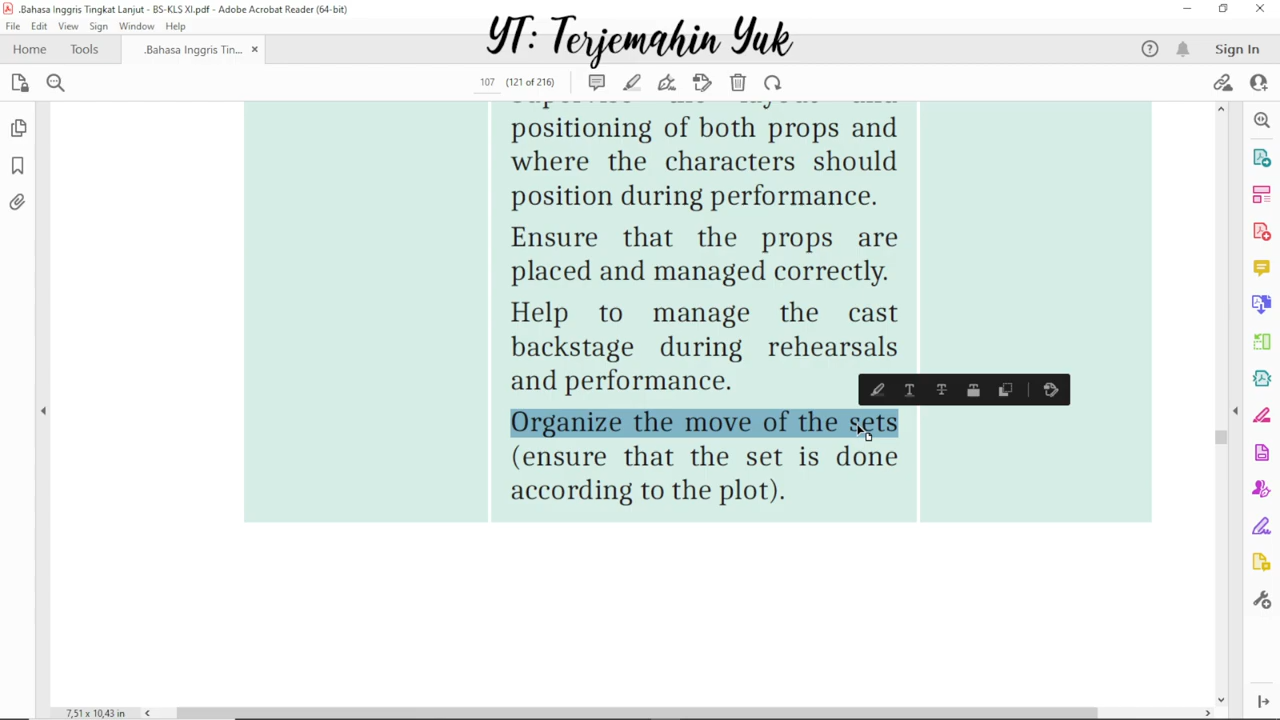 .Bahasa Inggris Tingkat Lanjut - BS-KLS XI.pdf - Adobe Acrobat Reader (64-bit)
YT: Terjemahin Yuk
File Edit View Sign Window Help
Home Tools .Bahasa Inggris Tin... × Sign In
107 (121 of 216)
positioning of both props and
where the characters should
position during performance.
Ensure that the props are
placed and managed correctly.
Help to manage the cast
backstage during rehearsals
and performance.
Organize the move of the sets
(ensure that the set is done
according to the plot).
7,51 x 10,43 in